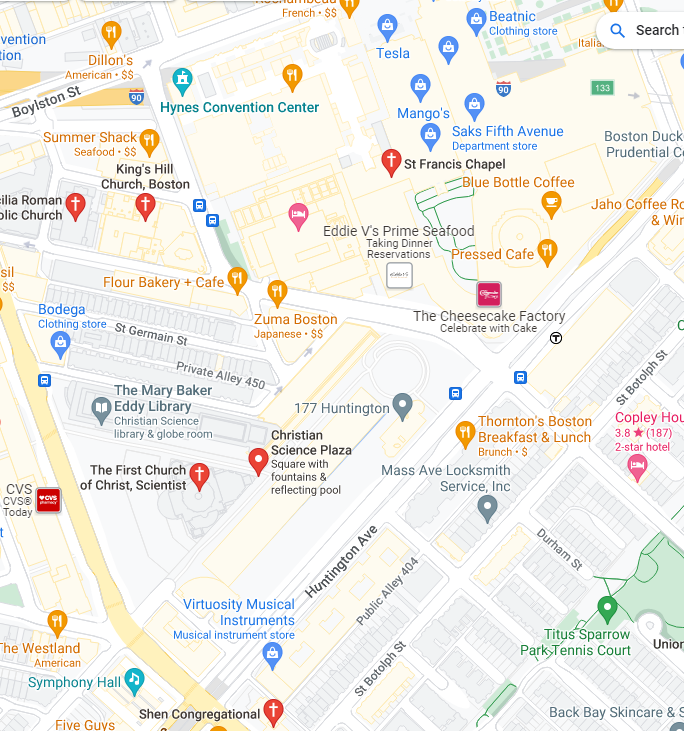 French • $$
Beatnic
Clothing store
Search
vention
tion
Dillon's
American • $$
Tesla
Italia
Boylston St
90
Hynes Convention Center
90
133
Mango's
Saks Fifth Avenue
Department store
Summer Shack
Seafood • $$
Boston Duck
Prudential Ce
King's Hill
Church, Boston
St Francis Chapel
Blue Bottle Coffee
cilia Roman
olic Church
Jaho Coffee Ro
& Win
Eddie V's Prime Seafood
Taking Dinner
Reservations
Pressed Cafe
sil
$$
Flour Bakery + Cafe
Zuma Boston
Japanese • $$
The Cheesecake Factory
Celebrate with Cake
T
Bodega
Clothing store
St Germain St
Private Alley 450
St Botolph St
The Mary Baker
Eddy Library
Christian Science
library & globe room
177 Huntington
Thornton's Boston
Breakfast & Lunch
Brunch • $
Copley Hou
3.8 ★ (187)
2-star hotel
Christian
Science Plaza
Square with
fountains &
reflecting pool
The First Church
of Christ, Scientist
Mass Ave Locksmith
Service, Inc
CVS
CVS®
Today
CVS
pharmacy
Huntington Ave
Durham St
Public Alley 404
Virtuosity Musical
Instruments
Musical instrument store
Titus Sparrow
Park Tennis Court
Union
The Westland
American
St Botolph St
Symphony Hall
Shen Congregational
Five Guys
Back Bay Skincare & S